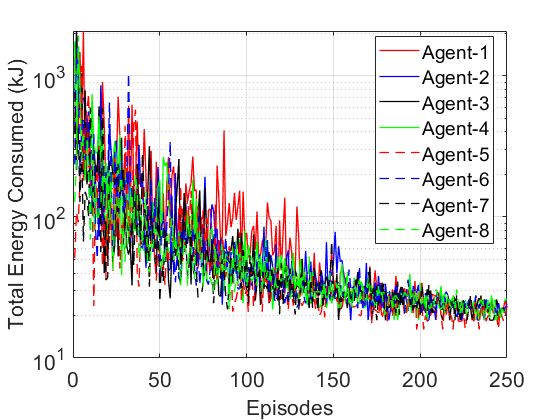 Total Energy Consumed (kJ)
10^3
10^2
10^1
0 50 100 150 200 250
Episodes
Agent-1
Agent-2
Agent-3
Agent-4
Agent-5
Agent-6
Agent-7
Agent-8